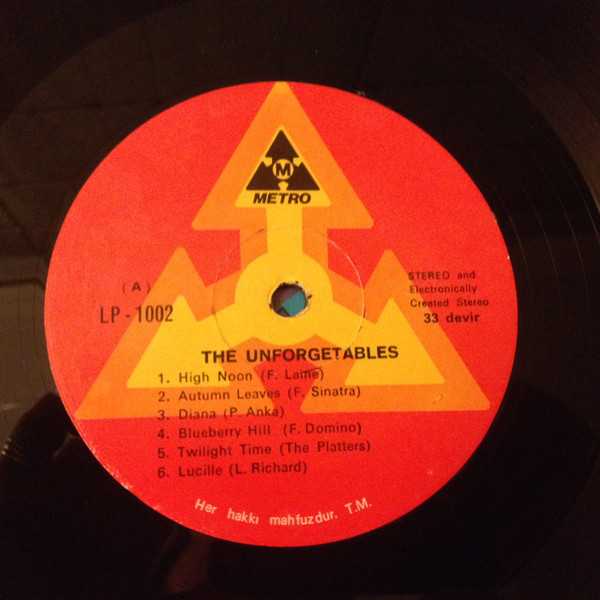 M
METRO
(A)
LP - 1002
STEREO and
Electronically
Created Stereo
33 devir
THE UNFORGETABLES
1. High Noon (F. Laine)
2. Autumn Leaves (F. Sinatra)
3. Diana (P. Anka)
4. Blueberry Hill (F. Domino)
5. Twilight Time (The Platters)
6. Lucille (L. Richard)
Her hakkı mahfuzdur. T.M.